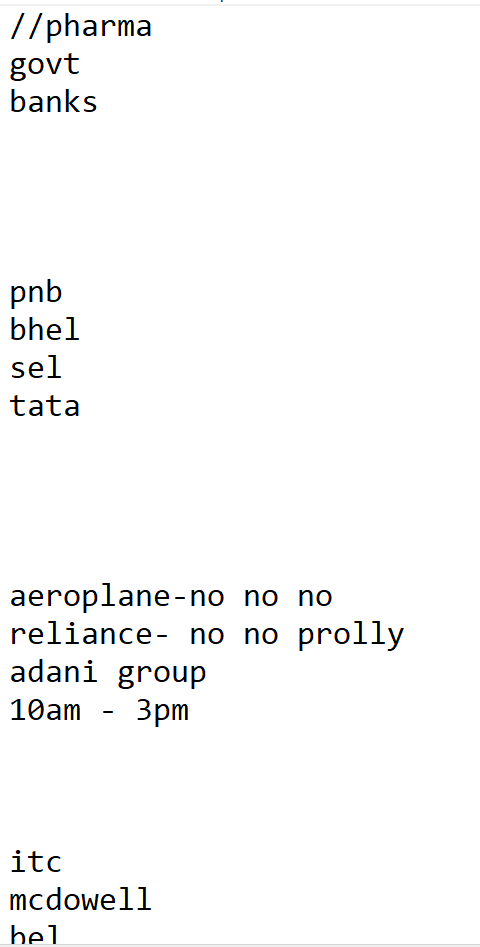 //pharma
govt
banks
pnb
bhel
sel
tata
aeroplane-no no no
reliance- no no prolly
adani group
10am - 3pm
itc
mcdowell
bel